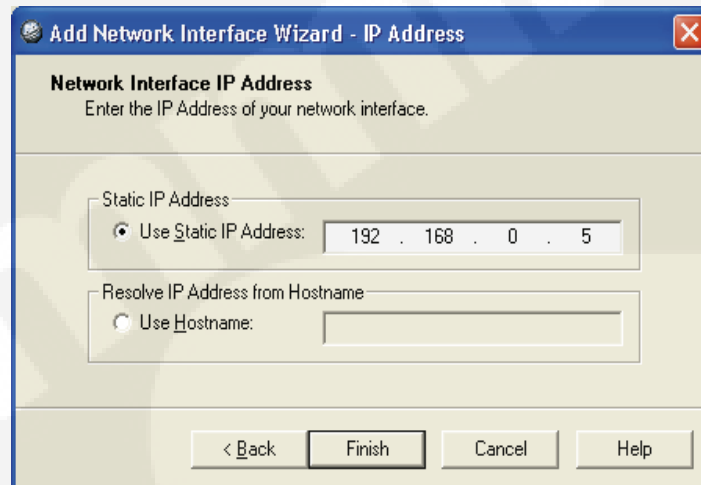 Add Network Interface Wizard - IP Address
Network Interface IP Address
Enter the IP Address of your network interface.
Static IP Address
Use Static IP Address: 192 . 168 . 0 . 5
Resolve IP Address from Hostname
Use Hostname:
< Back Finish Cancel Help